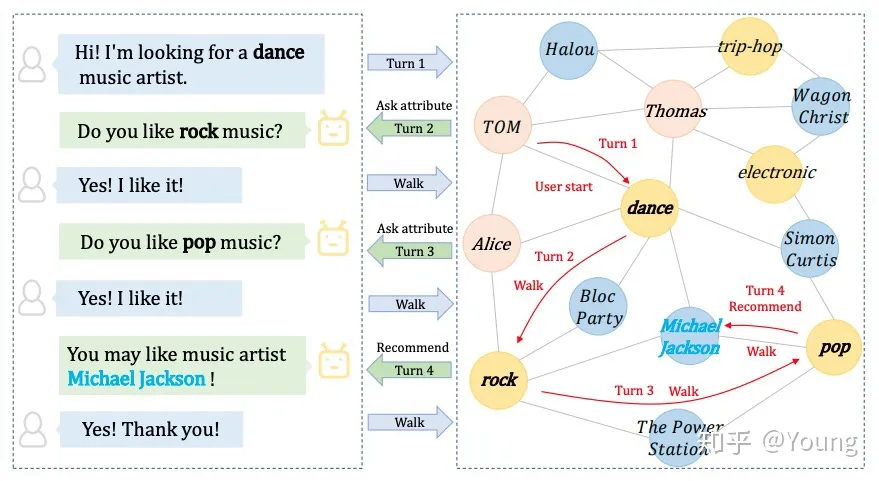 Hi! I'm looking for a dance
music artist.
Turn 1
Ask attribute
Do you like rock music?
Turn 2
Yes! I like it!
Walk
Ask attribute
Do you like pop music?
Turn 3
Yes! I like it!
Walk
Recommend
You may like music artist
Michael Jackson !
Turn 4
Yes! Thank you!
Walk
Halou
trip-hop
Wagon
Christ
Thomas
TOM
Turn 1
electronic
User start
dance
Alice
Simon
Curtis
Turn 2
Walk
Bloc
Party
Turn 4
Recommend
Michael
Jackson
Walk
pop
rock
Turn 3 Walk
The Power
Station
知乎 @Young